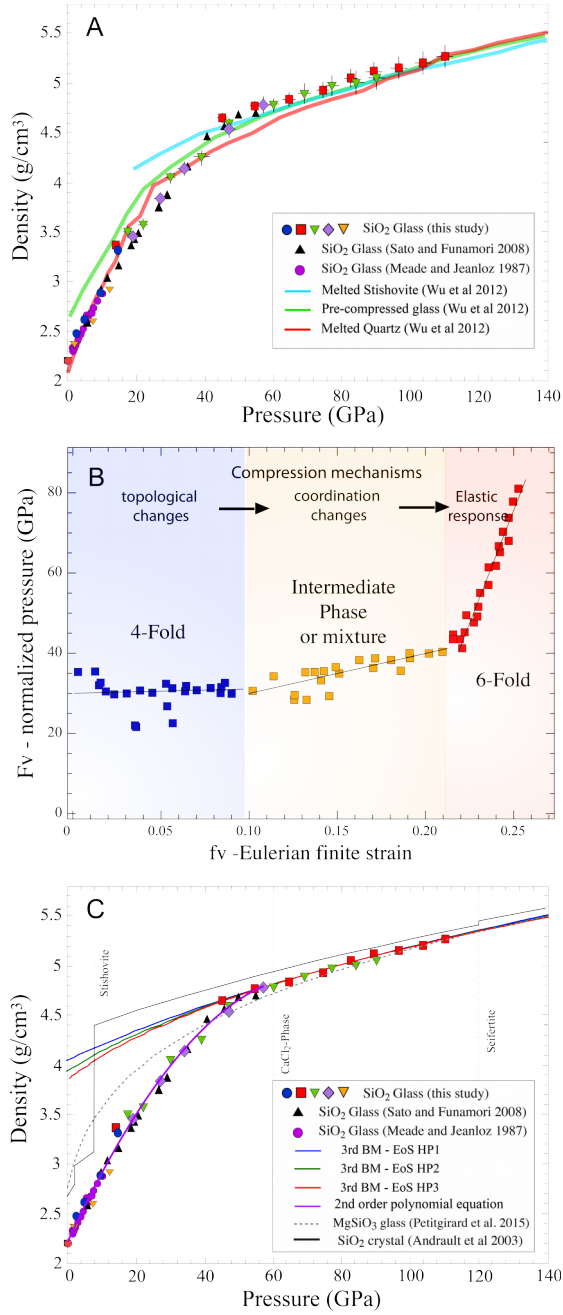 A
5.5
5
4.5
4
3.5
3
2.5
2
Density (g/cm³)
SiO₂ Glass (this study)
SiO₂ Glass (Sato and Funamori 2008)
SiO₂ Glass (Meade and Jeanloz 1987)
Melted Stishovite (Wu et al 2012)
Pre-compressed glass (Wu et al 2012)
Melted Quartz (Wu et al 2012)
0 20 40 60 80 100 120 140
Pressure (GPa)
B
Compression mechanisms
topological changes
coordination changes
Elastic response
80
60
40
20
0
Fv - normalized pressure (GPa)
4-Fold
Intermediate
Phase
or mixture
6-Fold
0 0.05 0.10 0.15 0.20 0.25
fv -Eulerian finite strain
C
5.5
5
4.5
4
3.5
3
2.5
2
Density (g/cm³)
Stishovite
CaCl₂-Phase
Seifertite
SiO₂ Glass (this study)
SiO₂ Glass (Sato and Funamori 2008)
SiO₂ Glass (Meade and Jeanloz 1987)
3rd BM - EoS HP1
3rd BM - EoS HP2
3rd BM - EoS HP3
2nd order polynomial equation
MgSiO₃ glass (Petitgirard et al. 2015)
SiO₂ crystal (Andrault et al 2003)
0 20 40 60 80 100 120 140
Pressure (GPa)